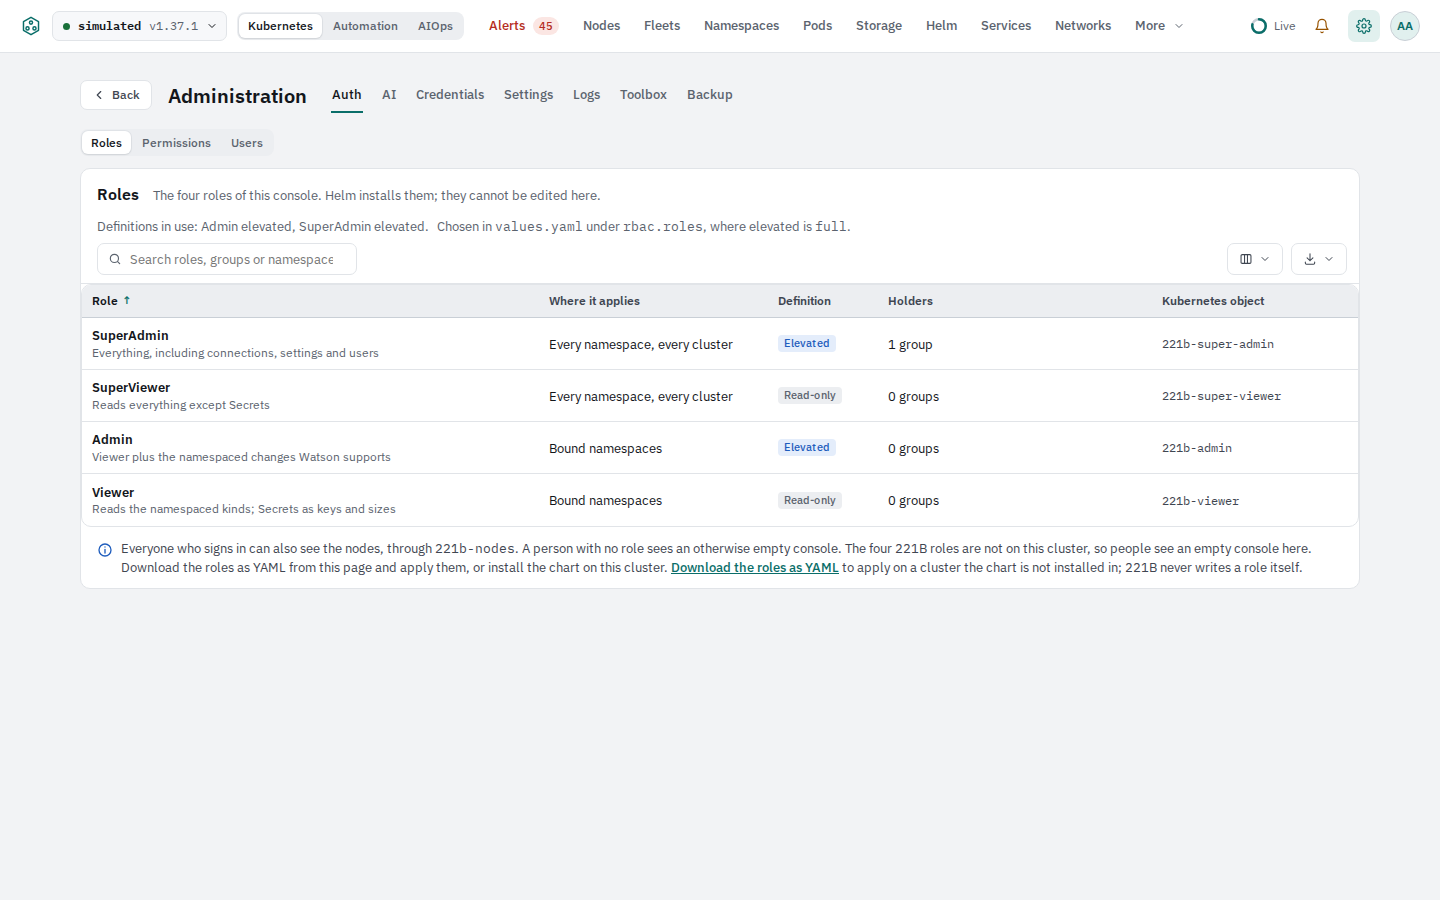 simulated v1.37.1
Kubernetes Automation AIOps
Alerts 45 Nodes Fleets Namespaces Pods Storage Helm Services Networks More
Live
AA
Back
Administration
Auth AI Credentials Settings Logs Toolbox Backup
Roles Permissions Users
Roles The four roles of this console. Helm installs them; they cannot be edited here.
Definitions in use: Admin elevated, SuperAdmin elevated. Chosen in values.yaml under rbac.roles, where elevated is full.
Search roles, groups or namespace
Role ↑ Where it applies Definition Holders Kubernetes object
SuperAdmin
Everything, including connections, settings and users
Every namespace, every cluster Elevated 1 group 221b-super-admin
SuperViewer
Reads everything except Secrets
Every namespace, every cluster Read-only 0 groups 221b-super-viewer
Admin
Viewer plus the namespaced changes Watson supports
Bound namespaces Elevated 0 groups 221b-admin
Viewer
Reads the namespaced kinds; Secrets as keys and sizes
Bound namespaces Read-only 0 groups 221b-viewer
Everyone who signs in can also see the nodes, through 221b-nodes. A person with no role sees an otherwise empty console. The four 221B roles are not on this cluster, so people see an empty console here.
Download the roles as YAML from this page and apply them, or install the chart on this cluster. Download the roles as YAML to apply on a cluster the chart is not installed in; 221B never writes a role itself.